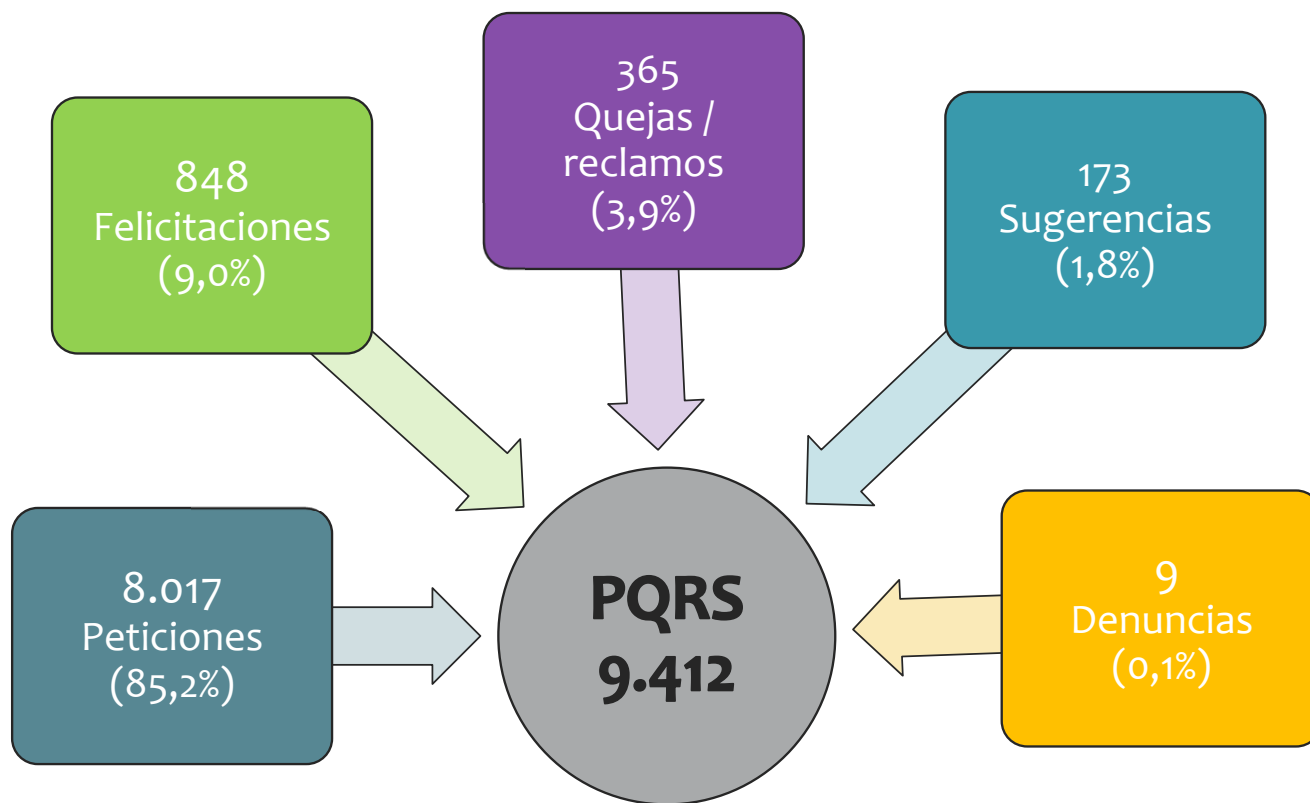 365
Quejas /
reclamos
(3,9%)
848
Felicitaciones
(9,0%)
173
Sugerencias
(1,8%)
8.017
Peticiones
(85,2%)
PQRS
9.412
9
Denuncias
(0,1%)